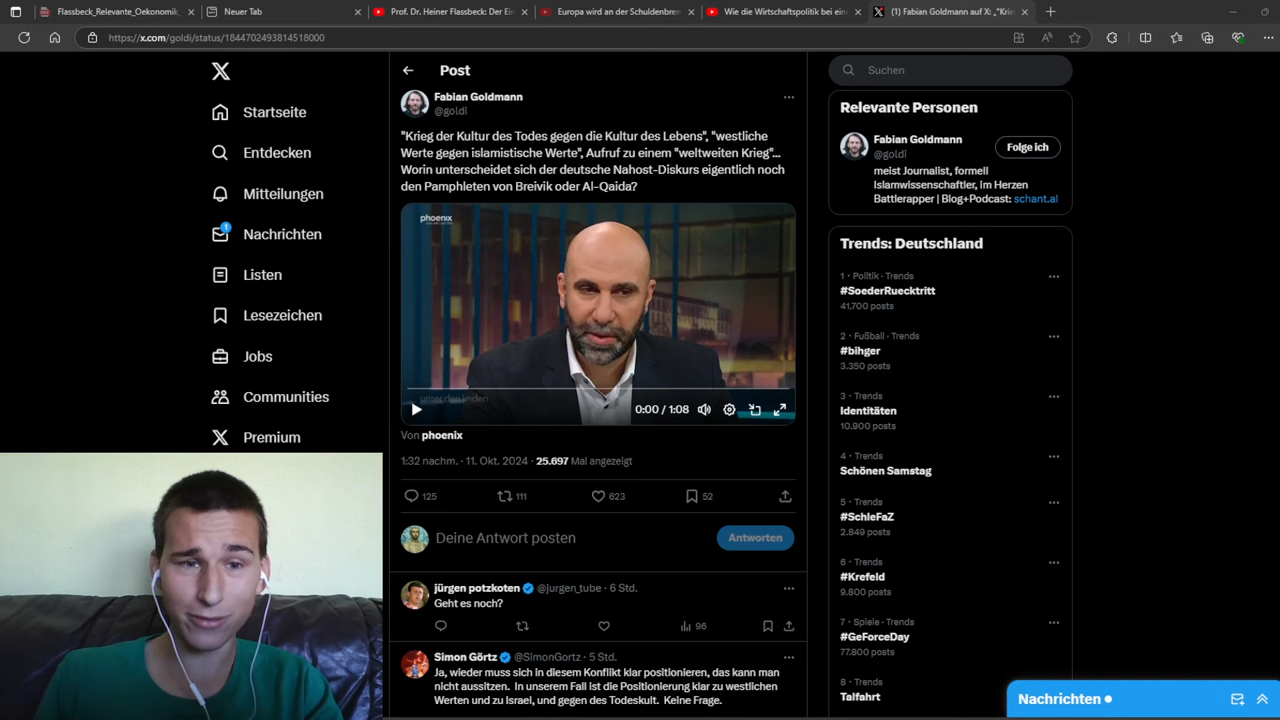 Flassbeck_Relevante_Oekonomik_
Neuer Tab
Prof. Dr. Heiner Flassbeck: Der Ein
Europa wird an der Schuldenbren
Wie die Wirtschaftspolitik bei eine
(1) Fabian Goldmann auf X: „"Krie
https://x.com/goldi/status/1844702493814518000
Startseite
Entdecken
Mitteilungen
1
Nachrichten
Listen
Lesezeichen
Jobs
Communities
Premium
Post
Fabian Goldmann
@goldi
"Krieg der Kultur des Todes gegen die Kultur des Lebens", "westliche
Werte gegen islamistische Werte", Aufruf zu einem "weltweiten Krieg"...
Worin unterscheidet sich der deutsche Nahost-Diskurs eigentlich noch
den Pamphleten von Breivik oder Al-Qaida?
phoenix
unter den linden
0:00 / 1:08
Von phoenix
1:32 nachm. · 11. Okt. 2024 · 25.697 Mal angezeigt
125
111
623
52
Deine Antwort posten
Antworten
jürgen potzkoten @jurgen_tube · 6 Std.
Geht es noch?
96
Simon Görtz @SimonGortz · 5 Std.
Ja, wieder muss sich in diesem Konflikt klar positionieren, das kann man
nicht aussitzen. In unserem Fall ist die Positionierung klar zu westlichen
Werten und zu Israel, und gegen des Todeskult. Keine Frage.
Suchen
Relevante Personen
Fabian Goldmann
@goldi
Folge ich
meist Journalist, formell
Islamwissenschaftler, im Herzen
Battlerapper | Blog+Podcast: schant.al
Trends: Deutschland
1 · Politik · Trends
#SoederRuecktritt
41.700 posts
2 · Fußball · Trends
#bihger
3.350 posts
3 · Trends
Identitäten
10.900 posts
4 · Trends
Schönen Samstag
5 · Trends
#SchleFaZ
2.849 posts
6 · Trends
#Krefeld
9.800 posts
7 · Spiele · Trends
#GeForceDay
77.800 posts
8 · Trends
Talfahrt
Nachrichten